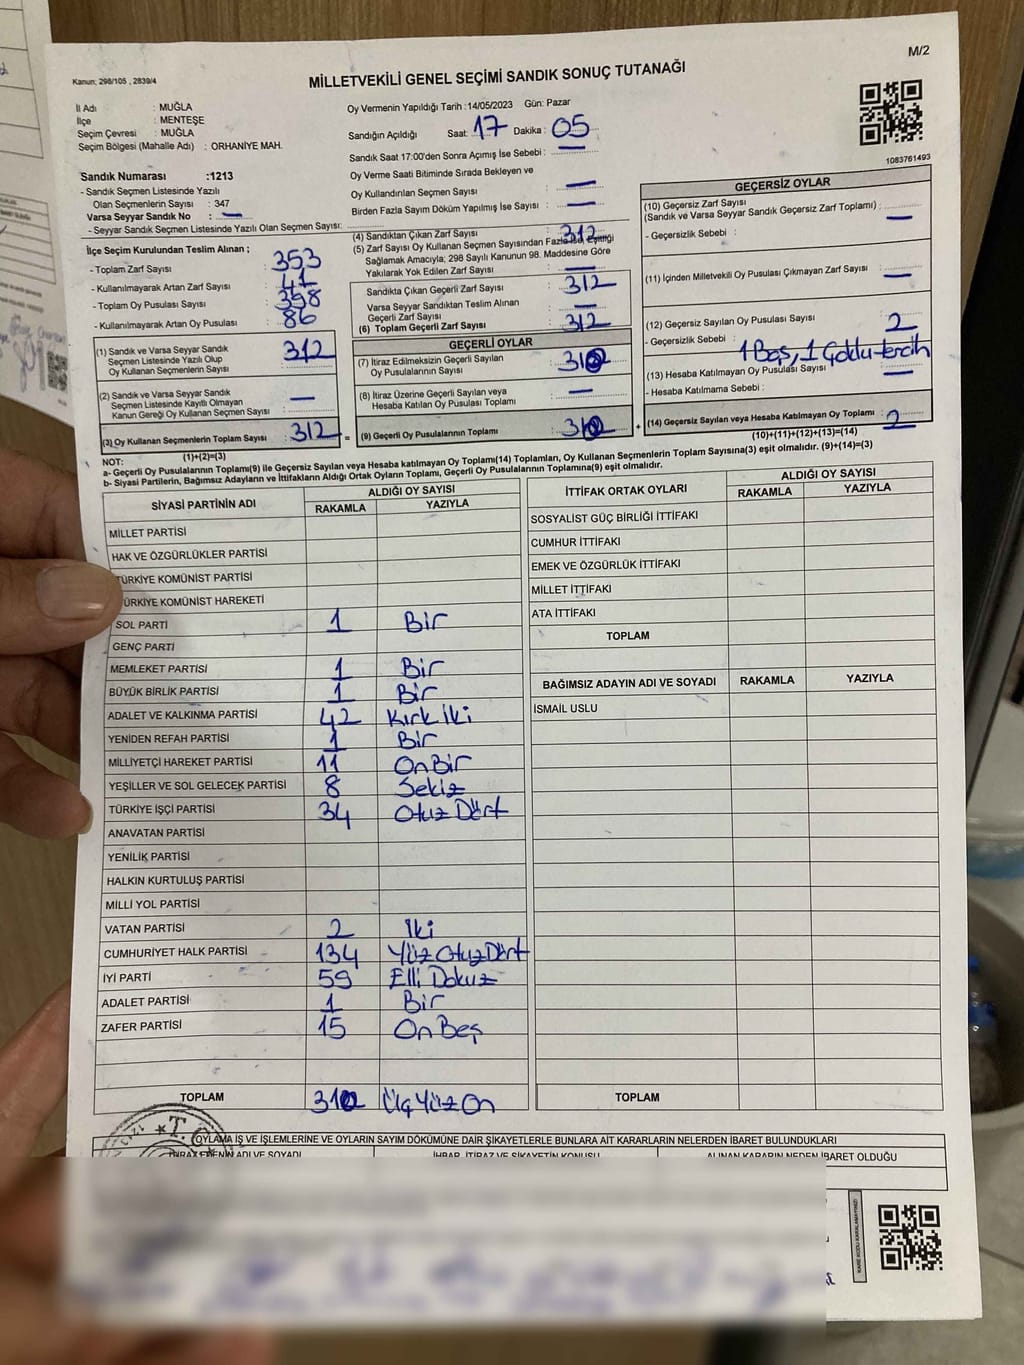 M/2
Kanun; 298/105 , 2839/4
MİLLETVEKİLİ GENEL SEÇİMİ SANDIK SONUÇ TUTANAĞI
İl Adı : MUĞLA
İlçe : MENTEŞE
Seçim Çevresi : MUĞLA
Seçim Bölgesi (Mahalle Adı) : ORHANİYE MAH.
Oy Vermenin Yapıldığı Tarih :14/05/2023 Gün: Pazar
Sandığın Açıldığı Saat: 17 Dakika : 05
Sandık Saat 17:00'den Sonra Açımış İse Sebebi : —
Oy Verme Saati Bitiminde Sırada Bekleyen ve
Oy Kullandırılan Seçmen Sayısı : —
Birden Fazla Sayım Döküm Yapılmış İse Sayısı : —
1083761493
Sandık Numarası :1213
- Sandık Seçmen Listesinde Yazılı
Olan Seçmenlerin Sayısı : 347
Varsa Seyyar Sandık No : —
- Seyyar Sandık Seçmen Listesinde Yazılı Olan Seçmen Sayısı:
İlçe Seçim Kurulundan Teslim Alınan ;
- Toplam Zarf Sayısı : 353
- Kullanılmayarak Artan Zarf Sayısı : 41
- Toplam Oy Pusulası Sayısı : 398
- Kullanılmayarak Artan Oy Pusulası : 86
(1) Sandık ve Varsa Seyyar Sandık
Seçmen Listesinde Yazılı Olup
Oy Kullanan Seçmenlerin Sayısı : 312
(2) Sandık ve Varsa Seyyar Sandık
Seçmen Listesinde Kayıtlı Olmayan
Kanun Gereği Oy Kullanan Seçmen Sayısı : —
(3) Oy Kullanan Seçmenlerin Toplam Sayısı : 312
(1)+(2)=(3)
(4) Sandıktan Çıkan Zarf Sayısı : 312
(5) Zarf Sayısı Oy Kullanan Seçmen Sayısından Fazla İse, Eşitliği
Sağlamak Amacıyla; 298 Sayılı Kanunun 98. Maddesine Göre
Yakılarak Yok Edilen Zarf Sayısı : —
Sandıkta Çıkan Geçerli Zarf Sayısı : 312
Varsa Seyyar Sandıktan Teslim Alınan
Geçerli Zarf Sayısı : —
(6) Toplam Geçerli Zarf Sayısı : 312
GEÇERLİ OYLAR
(7) İtiraz Edilmeksizin Geçerli Sayılan
Oy Pusulalarının Sayısı : 310
(8) İtiraz Üzerine Geçerli Sayılan veya
Hesaba Katılan Oy Pusulası Toplamı : —
= (9) Geçerli Oy Pusulalarının Toplamı : 310 +
GEÇERSİZ OYLAR
(10) Geçersiz Zarf Sayısı
(Sandık ve Varsa Seyyar Sandık Geçersiz Zarf Toplamı) : —
- Geçersizlik Sebebi :
(11) İçinden Milletvekili Oy Pusulası Çıkmayan Zarf Sayısı : —
(12) Geçersiz Sayılan Oy Pusulası Sayısı : 2
- Geçersizlik Sebebi : 1 Boş, 1 Çoklu tercih
(13) Hesaba Katılmayan Oy Pusulası Sayısı : —
- Hesaba Katılmama Sebebi :
(14) Geçersiz Sayılan veya Hesaba Katılmayan Oy Toplamı : 2
(10)+(11)+(12)+(13)=(14)
NOT:
a- Geçerli Oy Pusulalarının Toplamı(9) ile Geçersiz Sayılan veya Hesaba katılmayan Oy Toplamı(14) Toplamları, Oy Kullanan Seçmenlerin Toplam Sayısına(3) eşit olmalıdır. (9)+(14)=(3)
b- Siyasi Partilerin, Bağımsız Adayların ve İttifakların Aldığı Ortak Oyların Toplamı, Geçerli Oy Pusulalarının Toplamına(9) eşit olmalıdır.
SİYASİ PARTİNİN ADI ALDIĞI OY SAYISI
RAKAMLA YAZIYLA
MİLLET PARTİSİ
HAK VE ÖZGÜRLÜKLER PARTİSİ
TÜRKİYE KOMÜNİST PARTİSİ
TÜRKİYE KOMÜNİST HAREKETİ
SOL PARTİ 1 Bir
GENÇ PARTİ
MEMLEKET PARTİSİ 1 Bir
BÜYÜK BİRLİK PARTİSİ 1 Bir
ADALET VE KALKINMA PARTİSİ 42 Kırk İki
YENİDEN REFAH PARTİSİ 1 Bir
MİLLİYETÇİ HAREKET PARTİSİ 11 On Bir
YEŞİLLER VE SOL GELECEK PARTİSİ 8 Sekiz
TÜRKİYE İŞÇİ PARTİSİ 34 Otuz Dört
ANAVATAN PARTİSİ
YENİLİK PARTİSİ
HALKIN KURTULUŞ PARTİSİ
MİLLİ YOL PARTİSİ
VATAN PARTİSİ 2 İki
CUMHURİYET HALK PARTİSİ 134 Yüz Otuz Dört
İYİ PARTİ 59 Elli Dokuz
ADALET PARTİSİ 1 Bir
ZAFER PARTİSİ 15 On Beş
TOPLAM 310 Üç Yüz On
İTTİFAK ORTAK OYLARI ALDIĞI OY SAYISI
RAKAMLA YAZIYLA
SOSYALİST GÜÇ BİRLİĞİ İTTİFAKI
CUMHUR İTTİFAKI
EMEK VE ÖZGÜRLÜK İTTİFAKI
MİLLET İTTİFAKI
ATA İTTİFAKI
TOPLAM
BAĞIMSIZ ADAYIN ADI VE SOYADI RAKAMLA YAZIYLA
İSMAİL USLU
TOPLAM
T.C.
OYLAMA İŞ VE İŞLEMLERİNE VE OYLARIN SAYIM DÖKÜMÜNE DAİR ŞİKAYETLERLE BUNLARA AİT KARARLARIN NELERDEN İBARET BULUNDUKLARI
ADI VE SOYADI İHBAR, İTİRAZ VE ŞİKAYETİN KONUSU ALINAN KARARIN NEDEN İBARET OLDUĞU